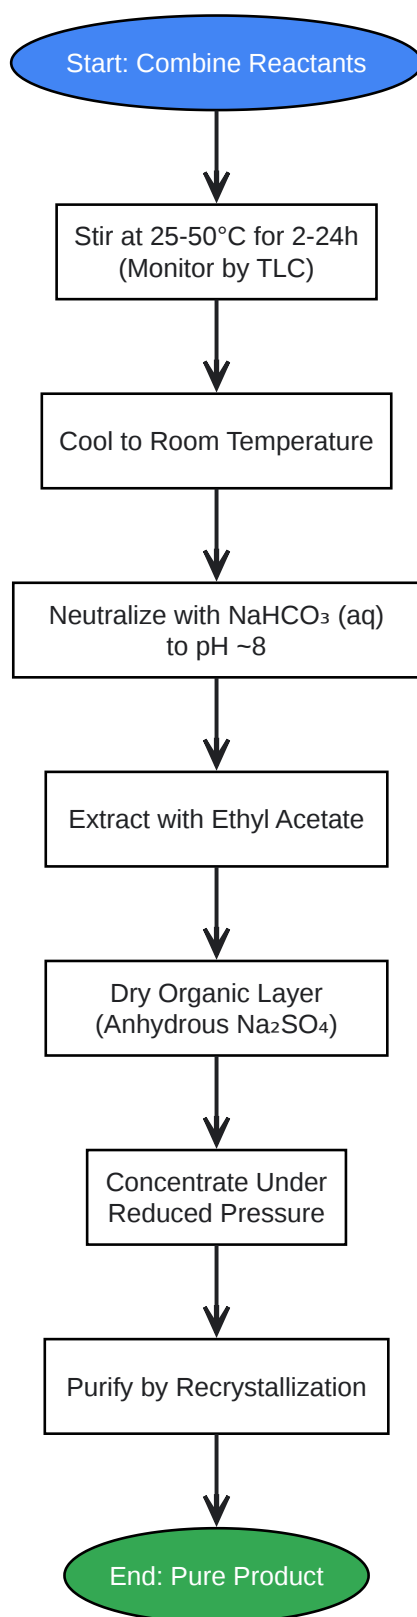 Start: Combine Reactants
Stir at 25-50°C for 2-24h
(Monitor by TLC)
Cool to Room Temperature
Neutralize with NaHCO₃ (aq)
to pH ~8
Extract with Ethyl Acetate
Dry Organic Layer
(Anhydrous Na₂SO₄)
Concentrate Under
Reduced Pressure
Purify by Recrystallization
End: Pure Product